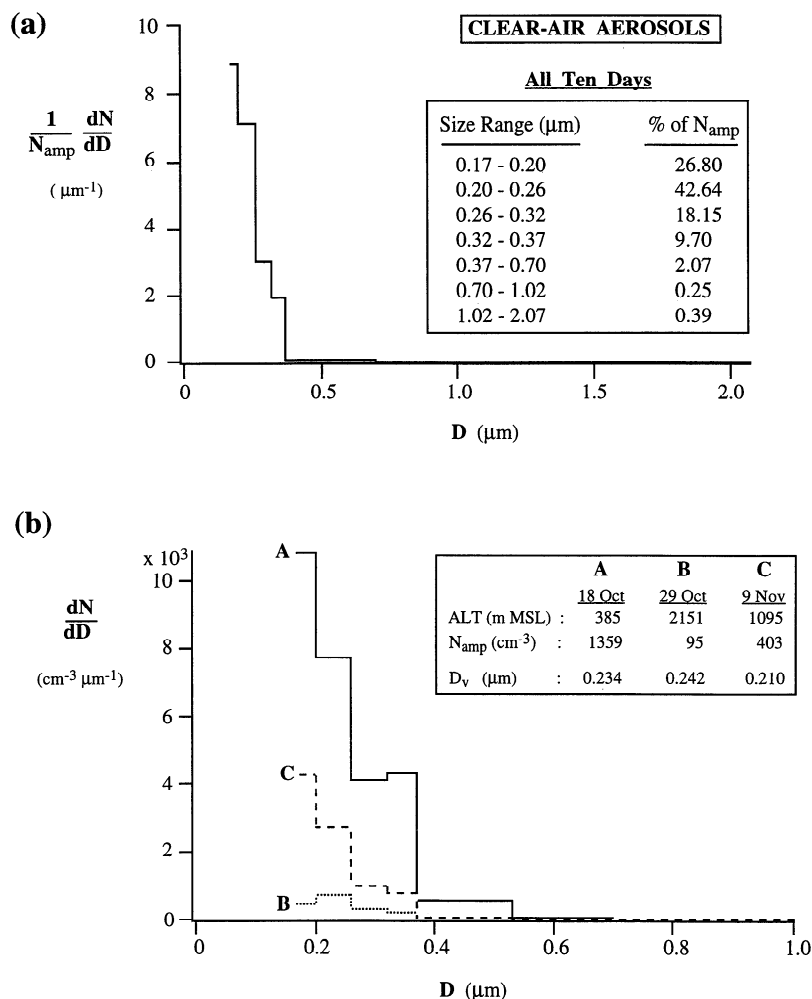 (a)
CLEAR-AIR AEROSOLS
All Ten Days
Size Range (µm) % of Namp
0.17 - 0.20 26.80
0.20 - 0.26 42.64
0.26 - 0.32 18.15
0.32 - 0.37 9.70
0.37 - 0.70 2.07
0.70 - 1.02 0.25
1.02 - 2.07 0.39
1 dN
Namp dD
( µm-1)
10
8
6
4
2
0
0 0.5 1.0 1.5 2.0
D (µm)
(b)
x 10³
10
8
6
4
2
0
dN
dD
(cm-3 µm-1)
A
C
B
A B C
18 Oct 29 Oct 9 Nov
ALT (m MSL) : 385 2151 1095
Namp (cm-3) : 1359 95 403
Dv (µm) : 0.234 0.242 0.210
0 0.2 0.4 0.6 0.8 1.0
D (µm)